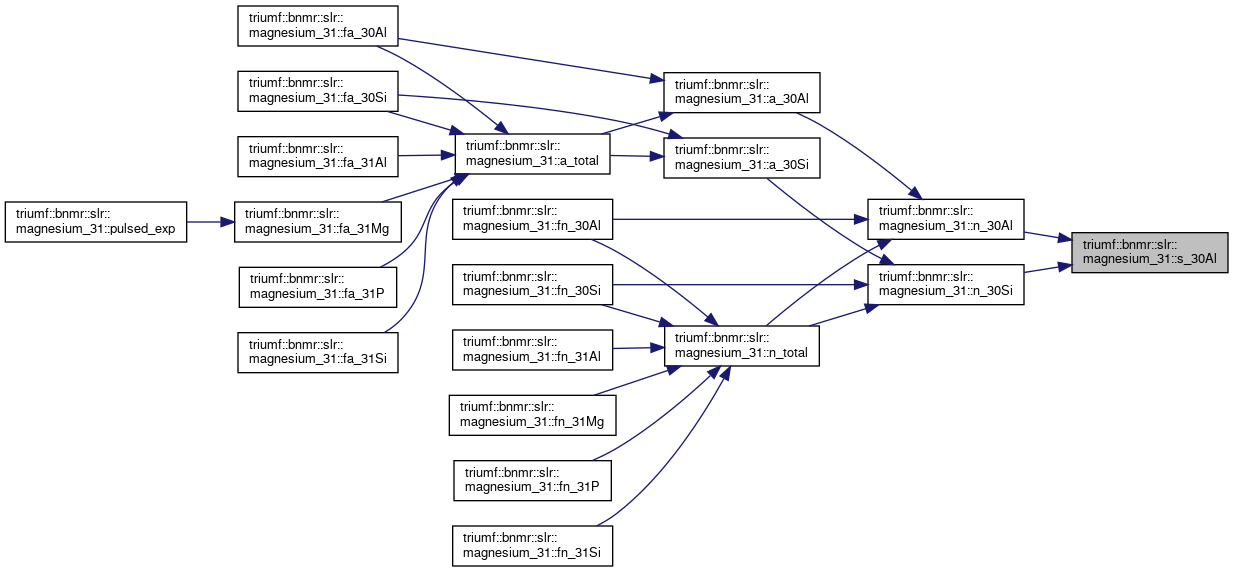 triumf::bnmr::slr::
magnesium_31::fa_30Al
triumf::bnmr::slr::
magnesium_31::fa_30Si
triumf::bnmr::slr::
magnesium_31::fa_31Al
triumf::bnmr::slr::
magnesium_31::pulsed_exp
triumf::bnmr::slr::
magnesium_31::fa_31Mg
triumf::bnmr::slr::
magnesium_31::fa_31P
triumf::bnmr::slr::
magnesium_31::fa_31Si
triumf::bnmr::slr::
magnesium_31::a_total
triumf::bnmr::slr::
magnesium_31::fn_30Al
triumf::bnmr::slr::
magnesium_31::fn_30Si
triumf::bnmr::slr::
magnesium_31::fn_31Al
triumf::bnmr::slr::
magnesium_31::fn_31Mg
triumf::bnmr::slr::
magnesium_31::fn_31P
triumf::bnmr::slr::
magnesium_31::fn_31Si
triumf::bnmr::slr::
magnesium_31::a_30Al
triumf::bnmr::slr::
magnesium_31::a_30Si
triumf::bnmr::slr::
magnesium_31::n_total
triumf::bnmr::slr::
magnesium_31::n_30Al
triumf::bnmr::slr::
magnesium_31::n_30Si
triumf::bnmr::slr::
magnesium_31::s_30Al